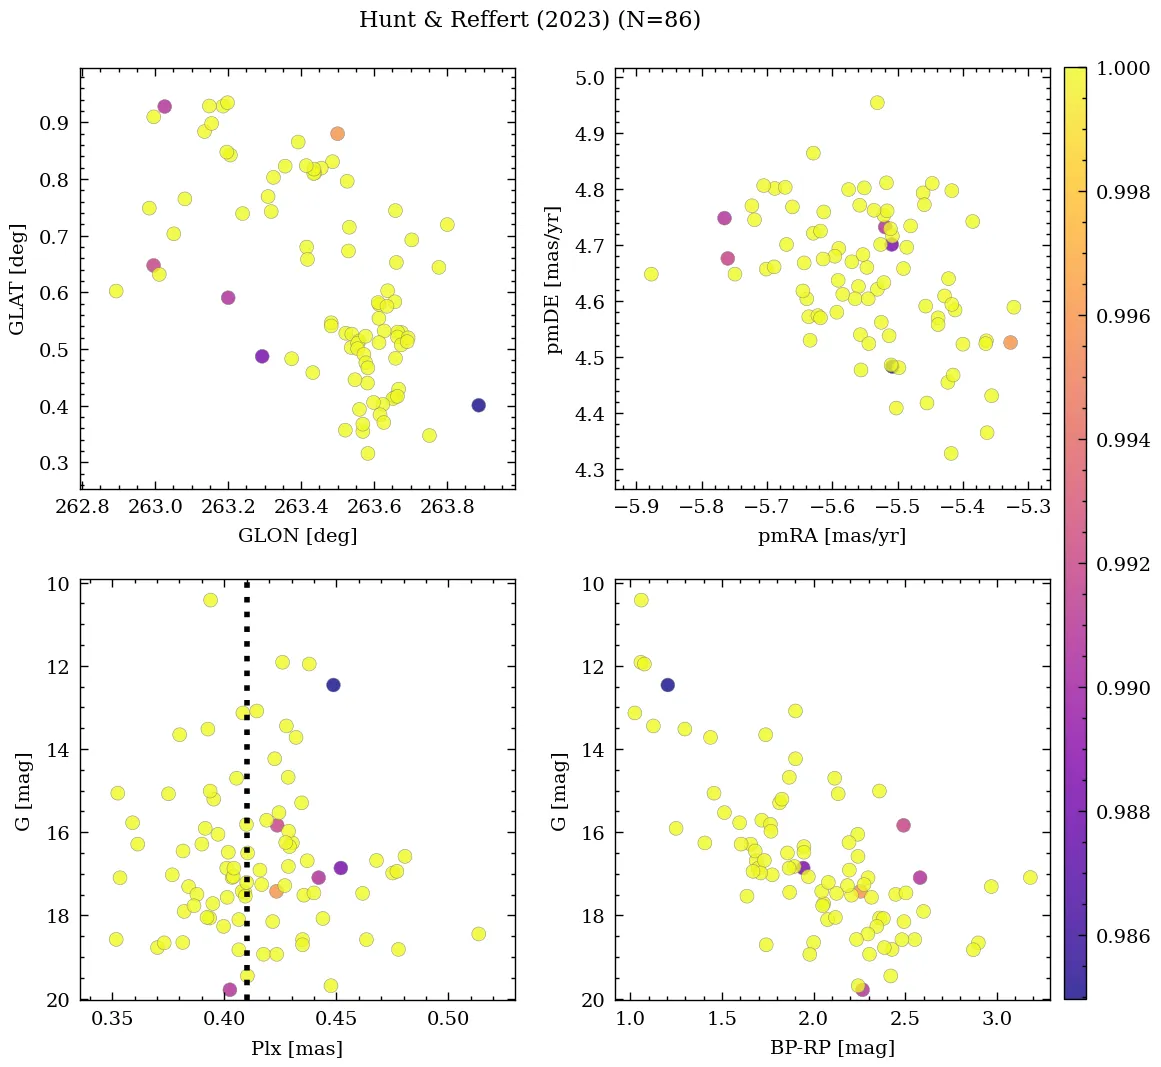 Hunt & Reffert (2023) (N=86)
0.9
0.8
0.7
0.6
0.5
0.4
0.3
GLAT [deg]
262.8 263.0 263.2 263.4 263.6 263.8
GLON [deg]
5.0
4.9
4.8
4.7
4.6
4.5
4.4
4.3
pmDE [mas/yr]
−5.9 −5.8 −5.7 −5.6 −5.5 −5.4 −5.3
pmRA [mas/yr]
1.000
0.998
0.996
0.994
0.992
0.990
0.988
0.986
10
12
14
16
18
20
G [mag]
0.35 0.40 0.45 0.50
Plx [mas]
10
12
14
16
18
20
G [mag]
1.0 1.5 2.0 2.5 3.0
BP-RP [mag]